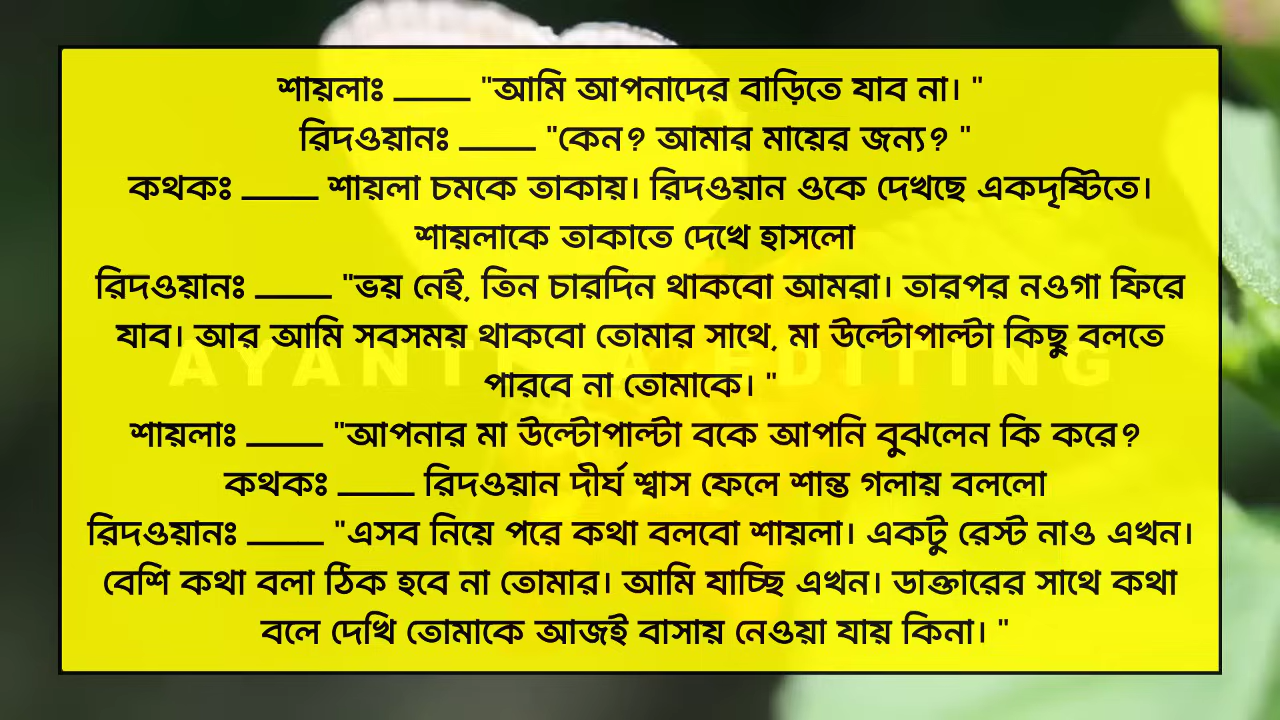 শায়লাঃ _____ "আমি আপনাদের বাড়িতে যাব না। "
রিদওয়ানঃ _____ "কেন? আমার মায়ের জন্য? "
কথকঃ _____ শায়লা চমকে তাকায়। রিদওয়ান ওকে দেখছে একদৃষ্টিতে।
শায়লাকে তাকাতে দেখে হাসলো
রিদওয়ানঃ _____ "ভয় নেই, তিন চারদিন থাকবো আমরা। তারপর নওগা ফিরে
যাব। আর আমি সবসময় থাকবো তোমার সাথে, মা উল্টোপাল্টা কিছু বলতে
পারবে না তোমাকে। "
শায়লাঃ _____ "আপনার মা উল্টোপাল্টা বকে আপনি বুঝলেন কি করে?
কথকঃ _____ রিদওয়ান দীর্ঘ শ্বাস ফেলে শান্ত গলায় বললো
রিদওয়ানঃ _____ "এসব নিয়ে পরে কথা বলবো শায়লা। একটু রেস্ট নাও এখন।
বেশি কথা বলা ঠিক হবে না তোমার। আমি যাচ্ছি এখন। ডাক্তারের সাথে কথা
বলে দেখি তোমাকে আজই বাসায় নেওয়া যায় কিনা। "